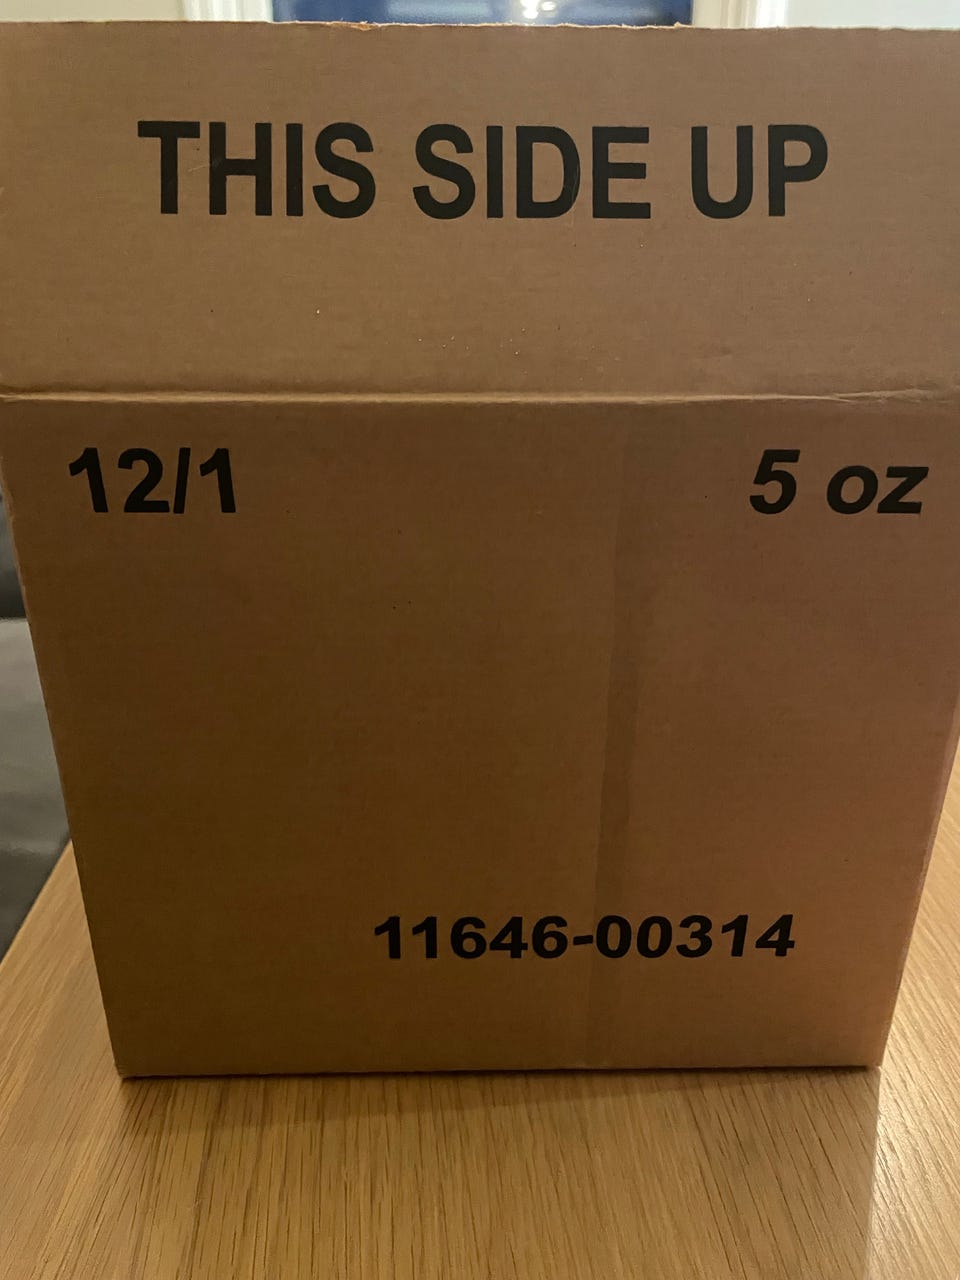 THIS SIDE UP
12/1 5 oz
11646-00314